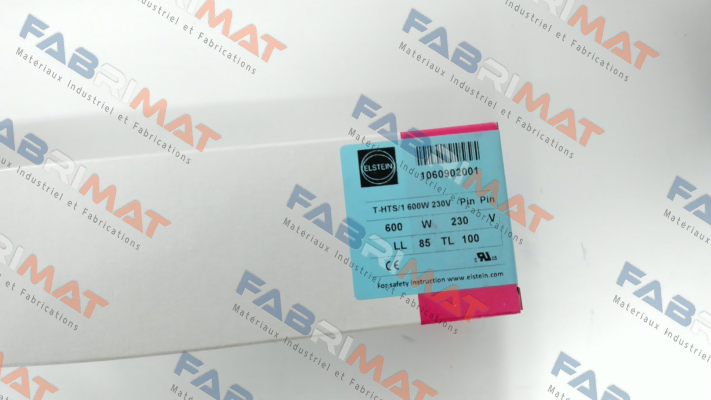 ELSTEIN
1060902001
T-HTS/1 600W 230V /Pin Pin
600 W 230 V
LL 85 TL 100
CE
For safety instruction www.elstein.com
FABRIMAT
Matériaux Industriel et Fabrications